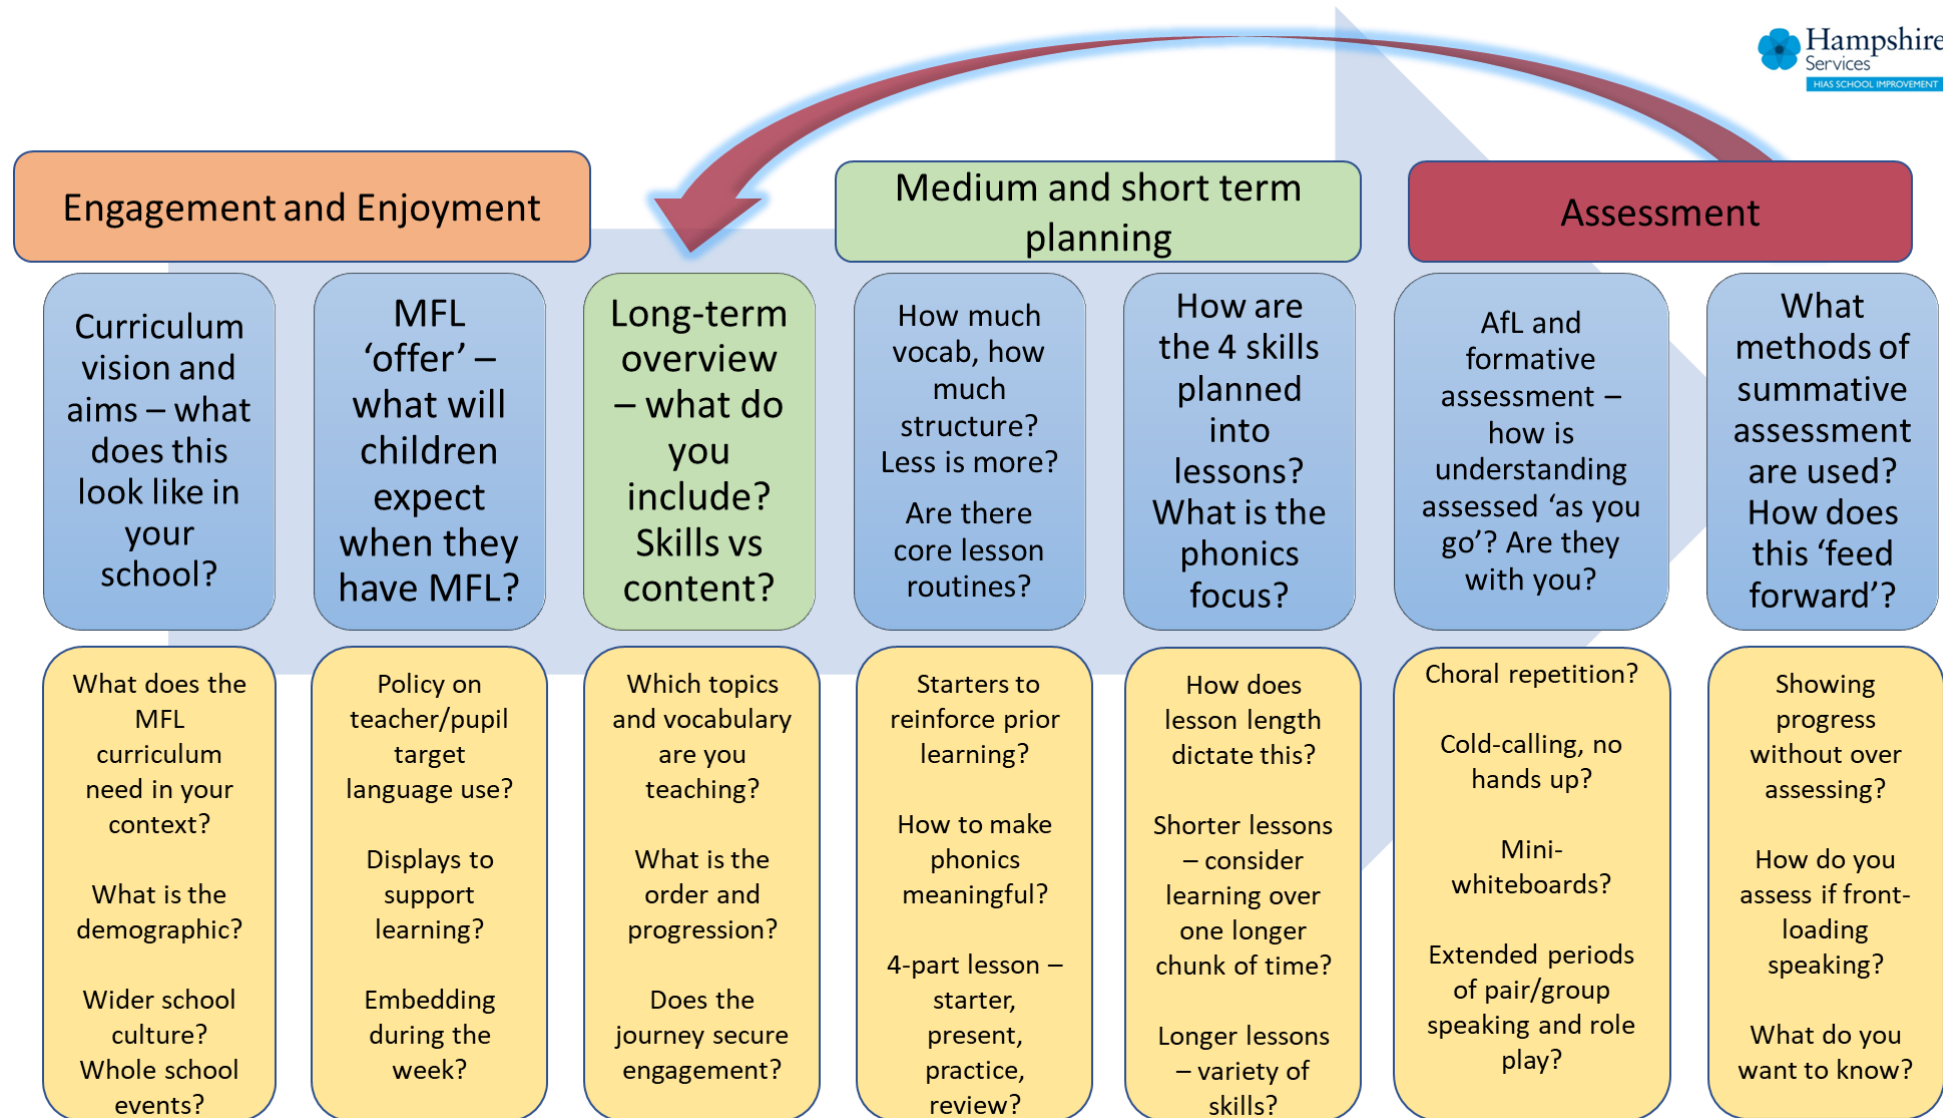 Hampshire
Services
HIAS SCHOOL IMPROVEMENT
Engagement and Enjoyment
Medium and short term
planning
Assessment
Curriculum
vision and
aims – what
does this
look like in
your
school?
MFL
‘offer’ –
what will
children
expect
when they
have MFL?
Long-term
overview
– what do
you
include?
Skills vs
content?
How much
vocab, how
much
structure?
Less is more?
Are there
core lesson
routines?
How are
the 4 skills
planned
into
lessons?
What is the
phonics
focus?
AfL and
formative
assessment –
how is
understanding
assessed ‘as you
go’? Are they
with you?
What
methods of
summative
assessment
are used?
How does
this ‘feed
forward’?
What does the
MFL
curriculum
need in your
context?
What is the
demographic?
Wider school
culture?
Whole school
events?
Policy on
teacher/pupil
target
language use?
Displays to
support
learning?
Embedding
during the
week?
Which topics
and vocabulary
are you
teaching?
What is the
order and
progression?
Does the
journey secure
engagement?
Starters to
reinforce prior
learning?
How to make
phonics
meaningful?
4-part lesson –
starter,
present,
practice,
review?
How does
lesson length
dictate this?
Shorter lessons
– consider
learning over
one longer
chunk of time?
Longer lessons
– variety of
skills?
Choral repetition?
Cold-calling, no
hands up?
Mini-
whiteboards?
Extended periods
of pair/group
speaking and role
play?
Showing
progress
without over
assessing?
How do you
assess if front-
loading
speaking?
What do you
want to know?